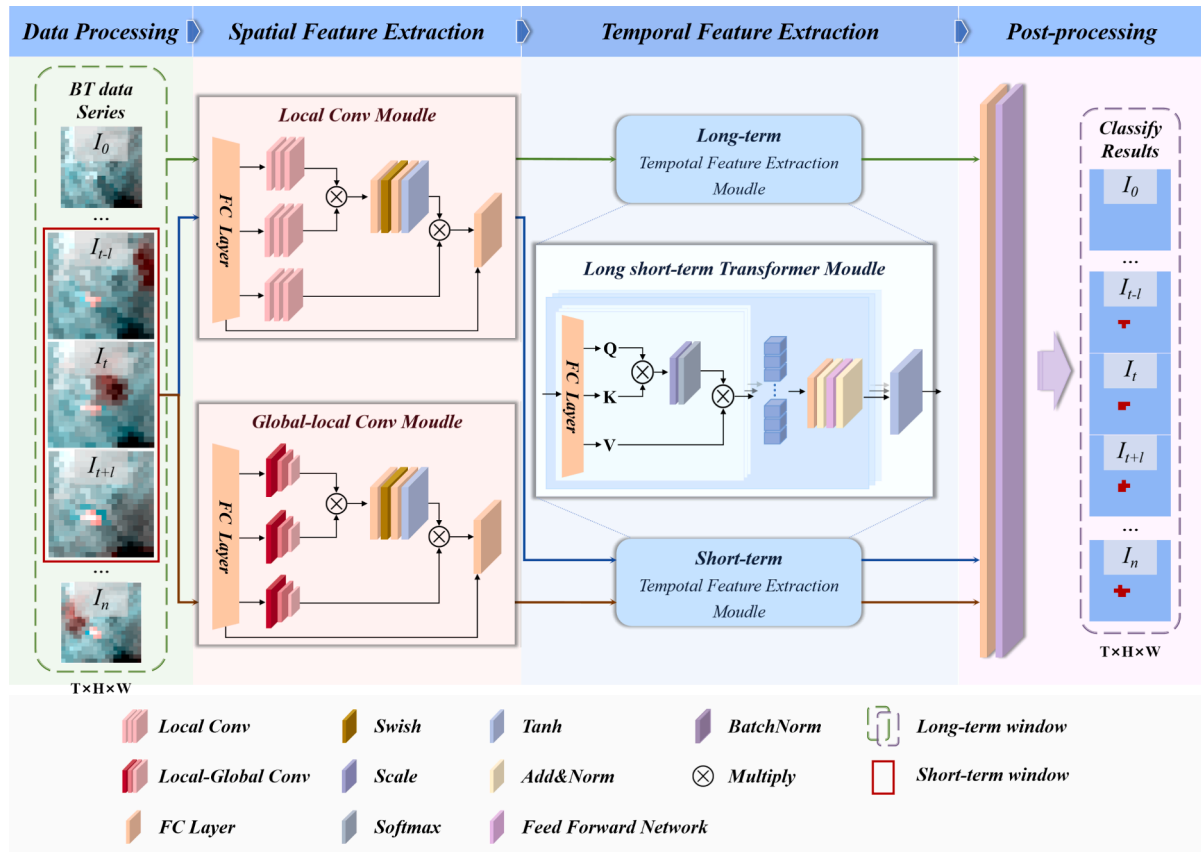 Data Processing
Spatial Feature Extraction
Temporal Feature Extraction
Post-processing
BT data
Series
I0
...
It-l
It
It+l
...
In
T×H×W
Local Conv Moudle
FC Layer
Global-local Conv Moudle
FC Layer
Long-term
Tempotal Feature Extraction
Moudle
Long short-term Transformer Moudle
FC Layer
Q
K
V
Short-term
Tempotal Feature Extraction
Moudle
Classify
Results
I0
...
It-l
It
It+l
...
In
T×H×W
Local Conv
Swish
Tanh
BatchNorm
Long-term window
Local-Global Conv
Scale
Add&Norm
Multiply
Short-term window
FC Layer
Softmax
Feed Forward Network